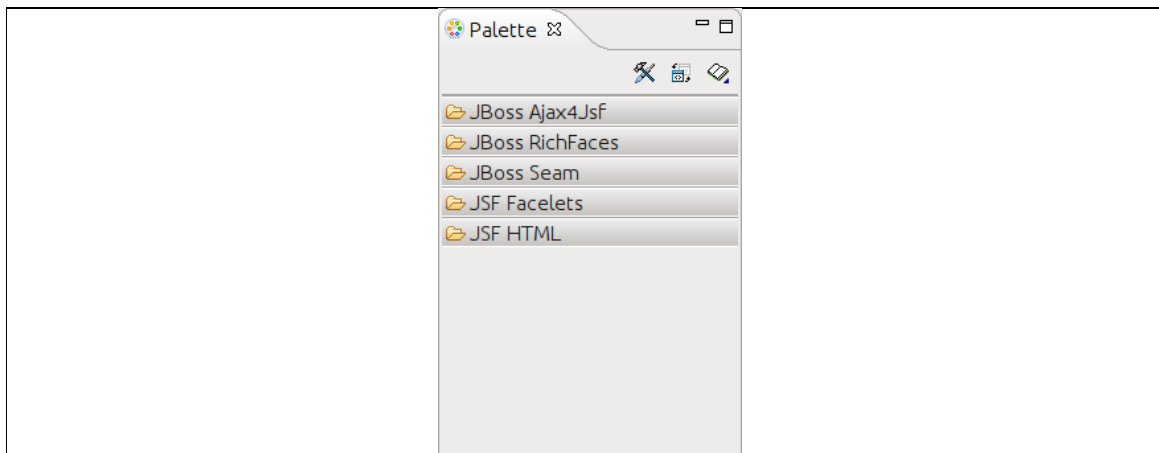 Palette
JBoss Ajax4Jsf
JBoss RichFaces
JBoss Seam
JSF Facelets
JSF HTML